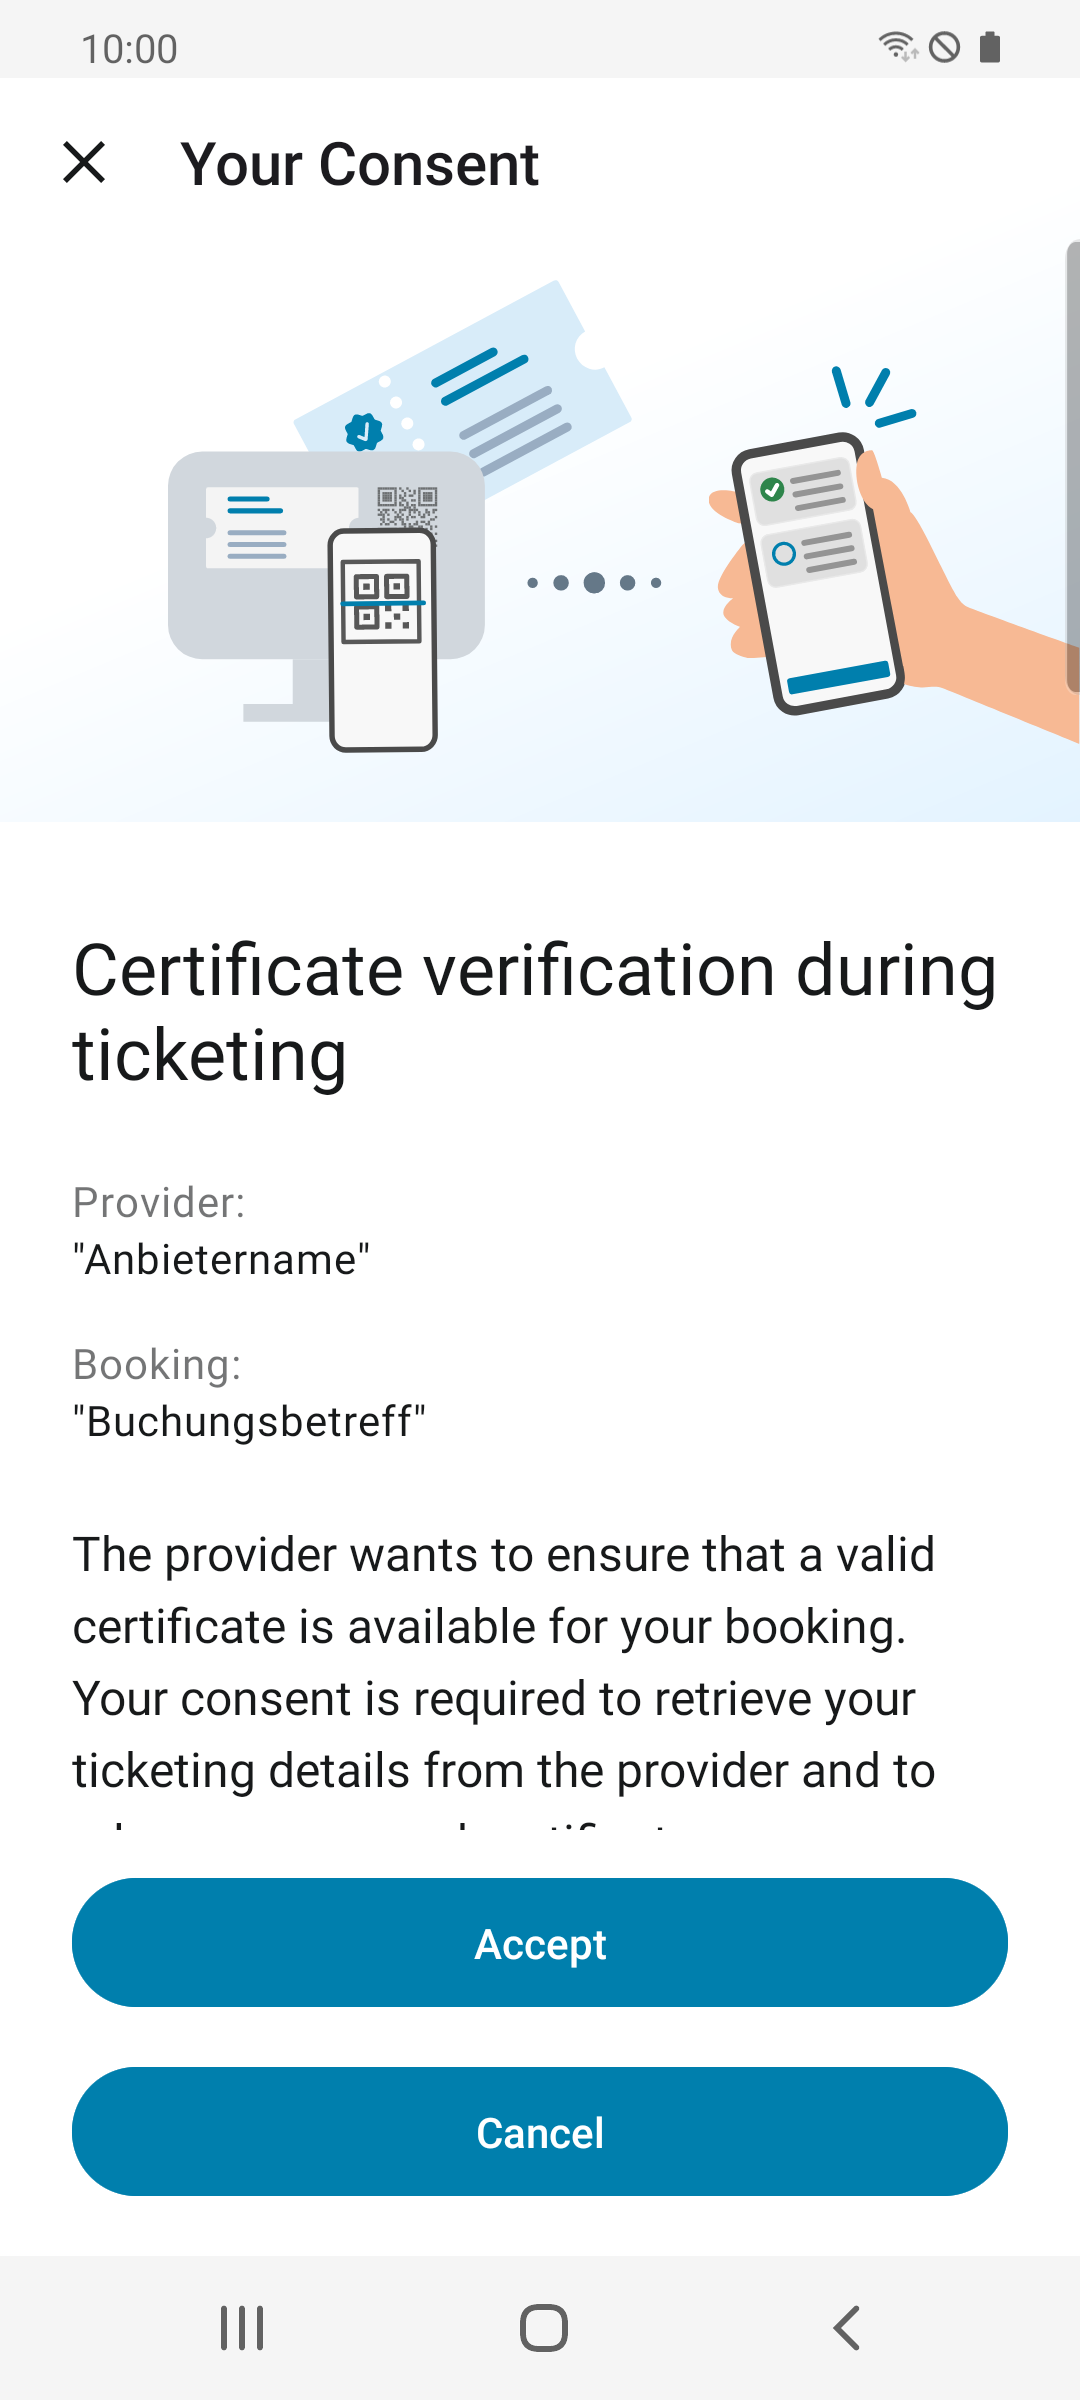 10:00
Your Consent
Certificate verification during
ticketing
Provider:
"Anbietername"
Booking:
"Buchungsbetreff"
The provider wants to ensure that a valid
certificate is available for your booking.
Your consent is required to retrieve your
ticketing details from the provider and to
Accept
Cancel